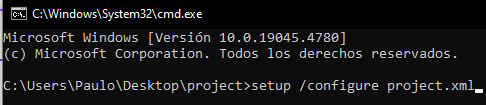 C:\Windows\System32\cmd.exe
Microsoft Windows [Versión 10.0.19045.4780]
(c) Microsoft Corporation. Todos los derechos reservados.
C:\Users\Paulo\Desktop\project>setup /configure project.xml